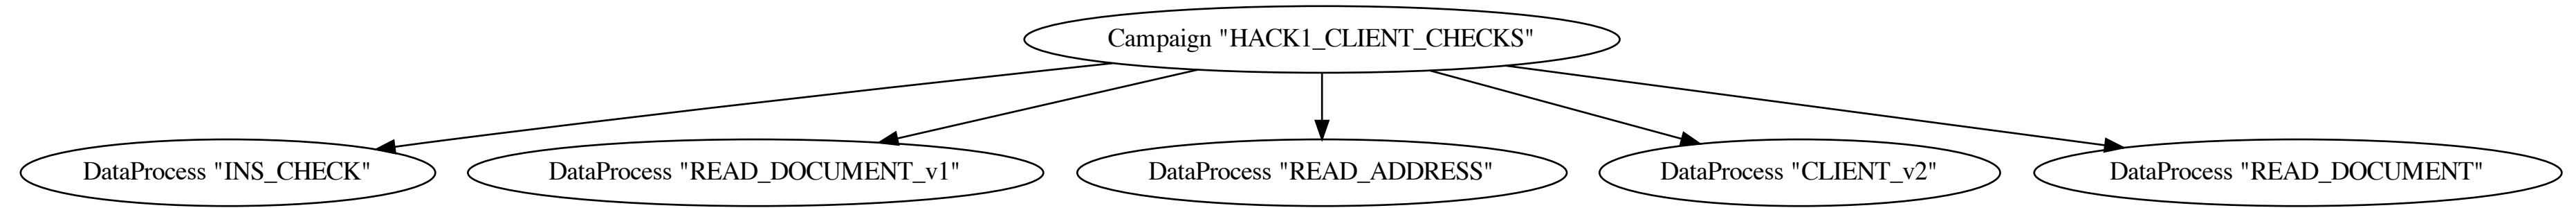 Campaign "HACK1_CLIENT_CHECKS"
DataProcess "INS_CHECK"
DataProcess "READ_DOCUMENT_v1"
DataProcess "READ_ADDRESS"
DataProcess "CLIENT_v2"
DataProcess "READ_DOCUMENT"